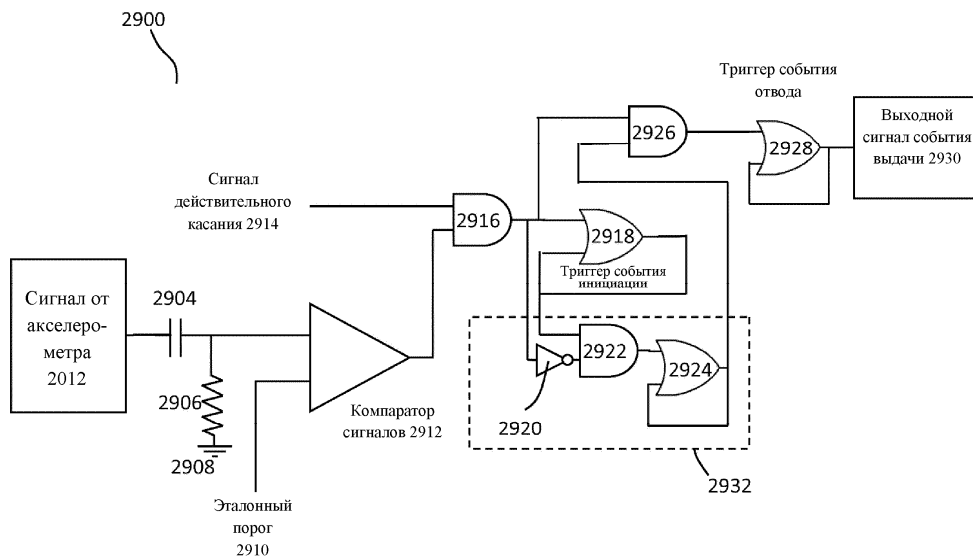 2900
Триггер события
отвода
Выходной
сигнал события
выдачи 2930
2926
2928
Сигнал
действительного
касания 2914
2916
2918
Триггер события
инициации
Сигнал от
акселеро-
метра
2012
2904
2906
2908
Компаратор
сигналов 2912
2922
2924
2920
2932
Эталонный
порог
2910